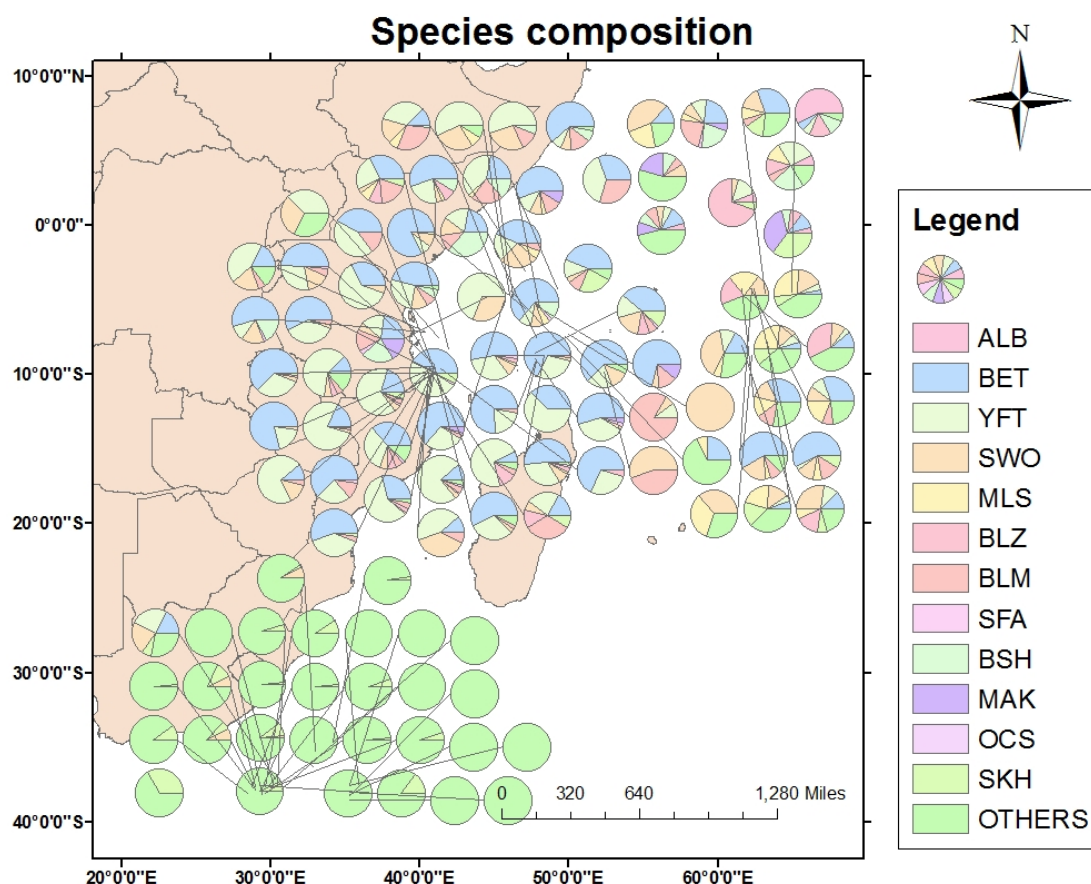 Species composition
N
10°0'0"N
0°0'0"
10°0'0"S
20°0'0"S
30°0'0"S
40°0'0"S
20°0'0"E
30°0'0"E
40°0'0"E
50°0'0"E
60°0'0"E
0 320 640 1,280 Miles
Legend
ALB
BET
YFT
SWO
MLS
BLZ
BLM
SFA
BSH
MAK
OCS
SKH
OTHERS